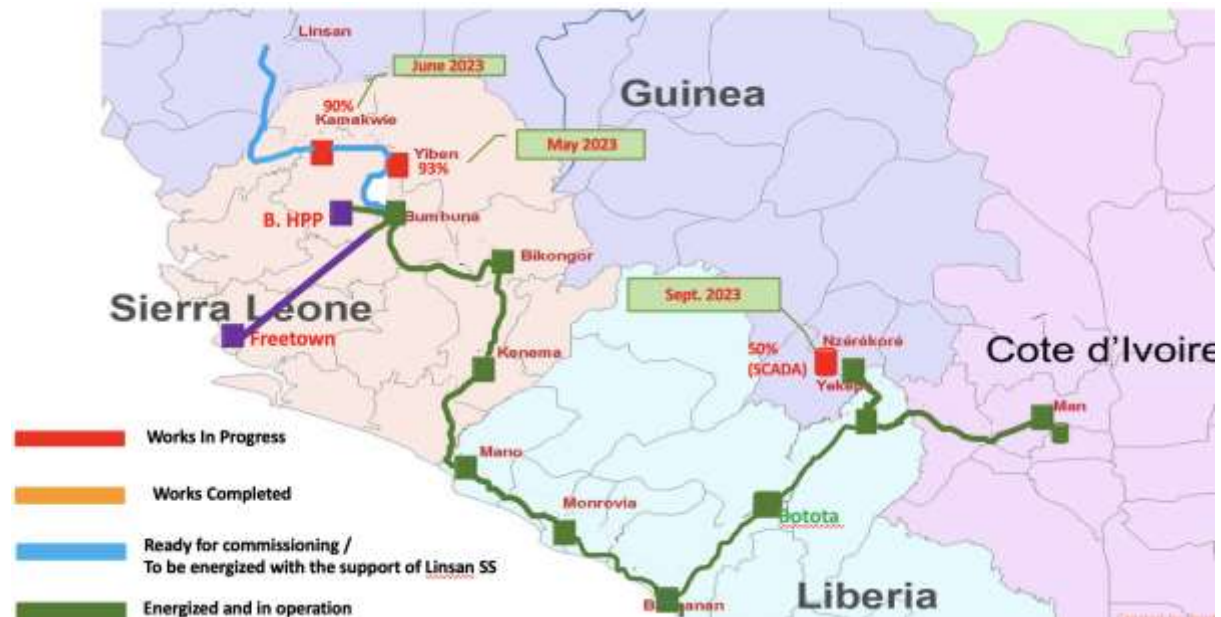 Linsan
June 2023
90%
Kamakwie
Guinea
May 2023
Yiben
93%
B. HPP
Bumbuna
Bikongor
Sierra Leone
Freetown
Sept. 2023
50%
(SCADA)
Nzérékoré
Cote d'Ivoire
Kenema
Man
Works In Progress
Mano
Works Completed
Monrovia
Botota
Ready for commissioning /
To be energized with the support of Linsan SS
Liberia
Energized and in operation